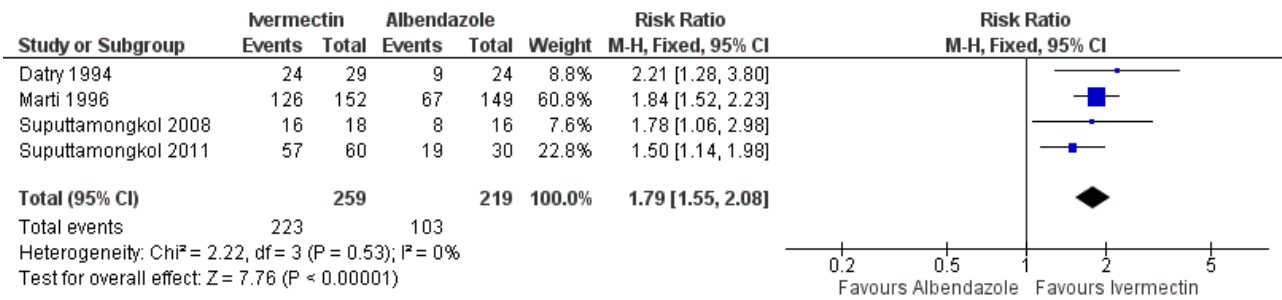 Ivermectin Albendazole Risk Ratio Risk Ratio
Study or Subgroup Events Total Events Total Weight M-H, Fixed, 95% CI M-H, Fixed, 95% CI
Datry 1994 24 29 9 24 8.8% 2.21 [1.28, 3.80]
Marti 1996 126 152 67 149 60.8% 1.84 [1.52, 2.23]
Suputtamongkol 2008 16 18 8 16 7.6% 1.78 [1.06, 2.98]
Suputtamongkol 2011 57 60 19 30 22.8% 1.50 [1.14, 1.98]
Total (95% CI) 259 219 100.0% 1.79 [1.55, 2.08]
Total events 223 103
Heterogeneity: Chi² = 2.22, df = 3 (P = 0.53); I² = 0%
Test for overall effect: Z = 7.76 (P < 0.00001)
0.2 0.5 1 2 5
Favours Albendazole Favours Ivermectin